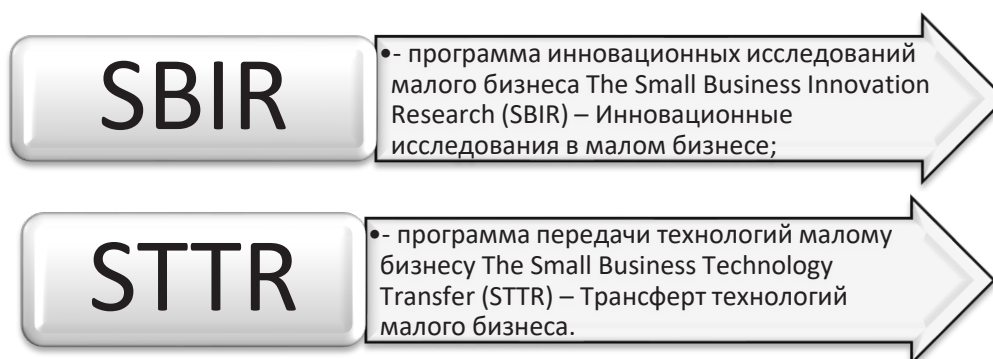 SBIR
•- программа инновационных исследований
малого бизнеса The Small Business Innovation
Research (SBIR) – Инновационные
исследования в малом бизнесе;
STTR
•- программа передачи технологий малому
бизнесу The Small Business Technology
Transfer (STTR) – Трансферт технологий
малого бизнеса.